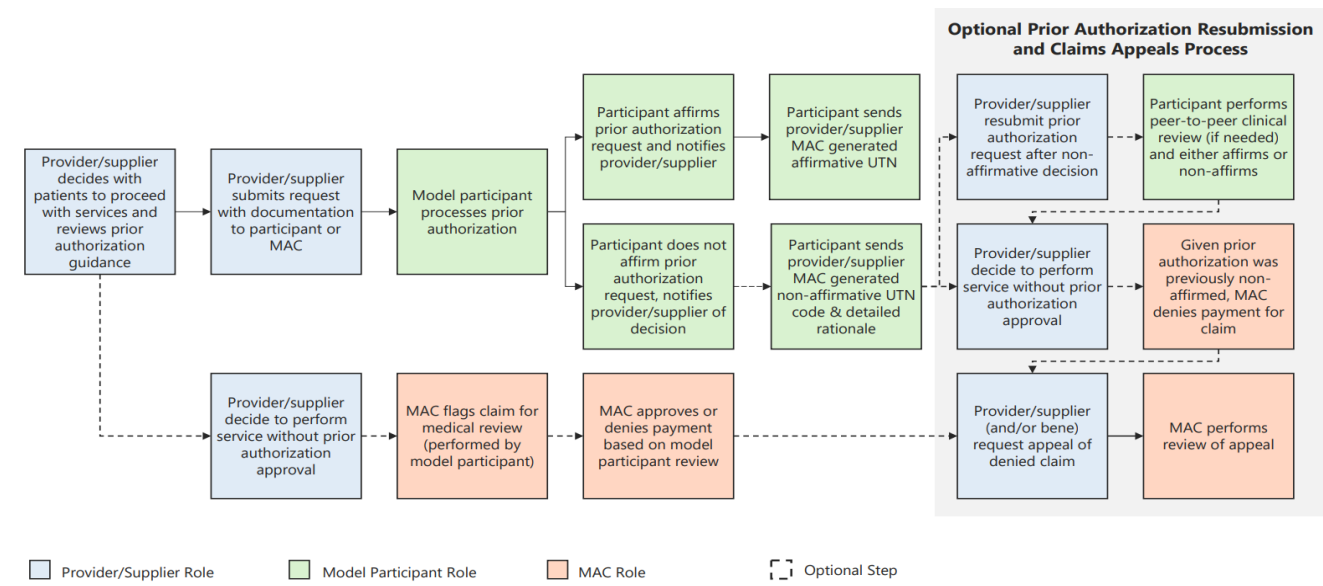 Optional Prior Authorization Resubmission
and Claims Appeals Process
Participant affirms
prior authorization
request and notifies
provider/supplier
Participant sends
provider/supplier
MAC generated
affirmative UTN
Provider/supplier
resubmit prior
authorization
request after non-
affirmative decision
Participant performs
peer-to-peer clinical
review (if needed)
and either affirms or
non-affirms
Provider/supplier
decides with
patients to proceed
with services and
reviews prior
authorization
guidance
Provider/supplier
submits request
with documentation
to participant or
MAC
Model participant
processes prior
authorization
Participant does not
affirm prior
authorization
request, notifies
provider/supplier of
decision
Participant sends
provider/supplier
MAC generated
non-affirmative UTN
code & detailed
rationale
Provider/supplier
decide to perform
service without prior
authorization
approval
Given prior
authorization was
previously non-
affirmed, MAC
denies payment for
claim
Provider/supplier
decide to perform
service without prior
authorization
approval
MAC flags claim for
medical review
(performed by
model participant)
MAC approves or
denies payment
based on model
participant review
Provider/supplier
(and/or bene)
request appeal of
denied claim
MAC performs
review of appeal
Provider/Supplier Role
Model Participant Role
MAC Role
Optional Step